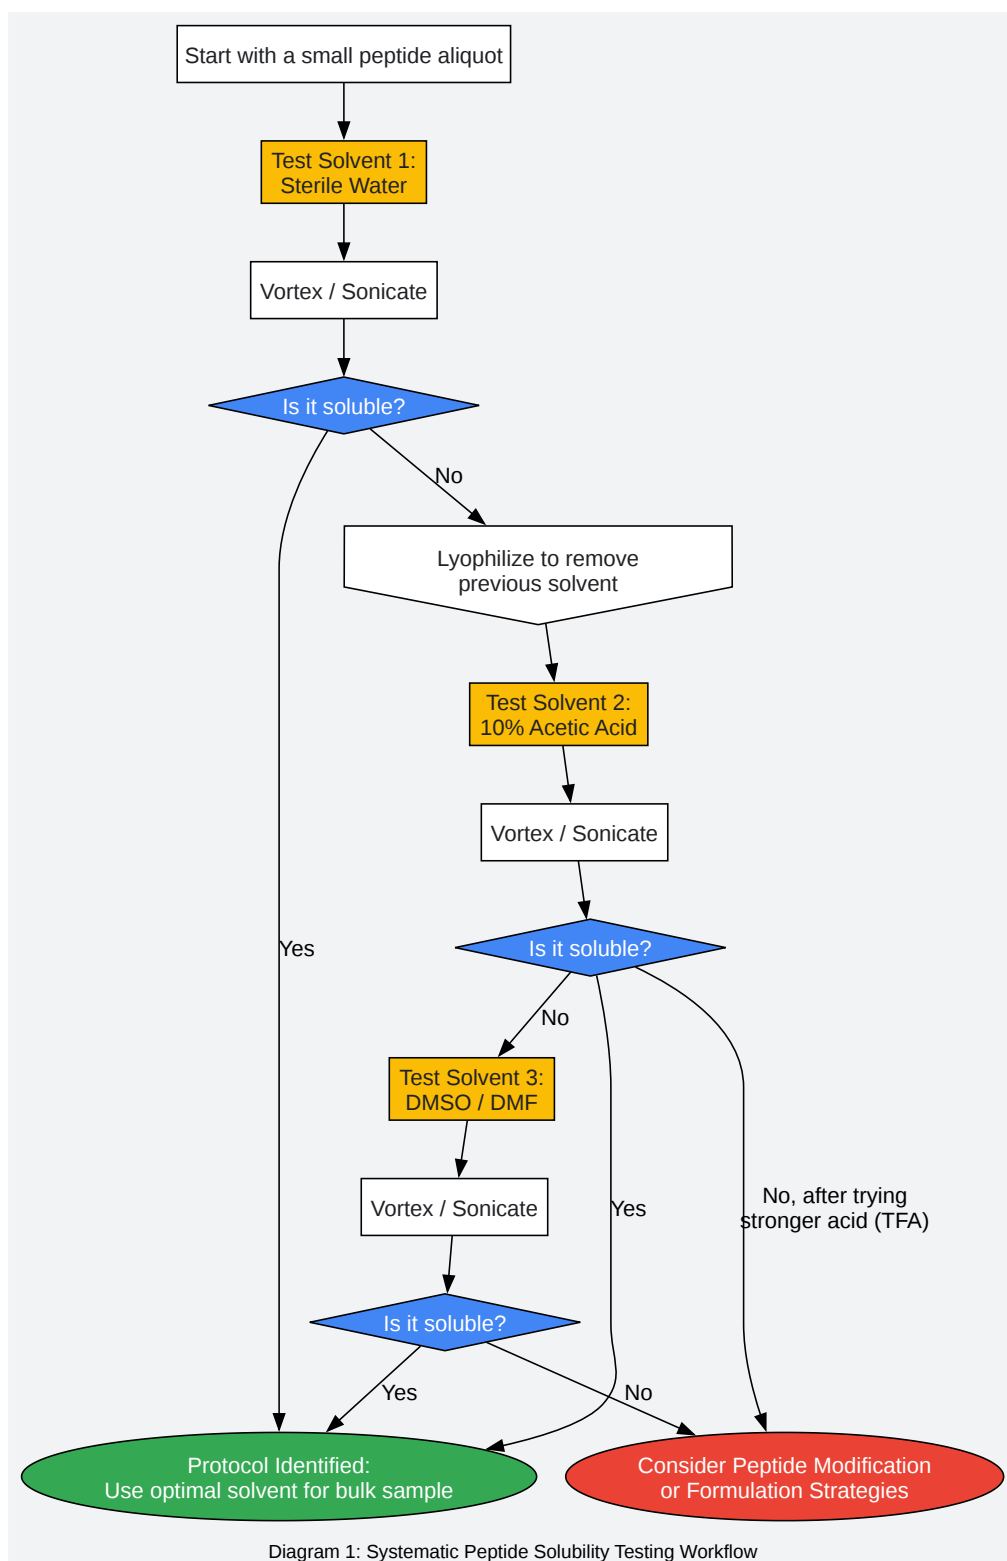 Start with a small peptide aliquot
Test Solvent 1:
Sterile Water
Vortex / Sonicate
Is it soluble?
No
Lyophilize to remove
previous solvent
Test Solvent 2:
10% Acetic Acid
Vortex / Sonicate
Is it soluble?
Yes
No
Test Solvent 3:
DMSO / DMF
Vortex / Sonicate
Yes
No, after trying
stronger acid (TFA)
Is it soluble?
Yes
No
Protocol Identified:
Use optimal solvent for bulk sample
Consider Peptide Modification
or Formulation Strategies
Diagram 1: Systematic Peptide Solubility Testing Workflow